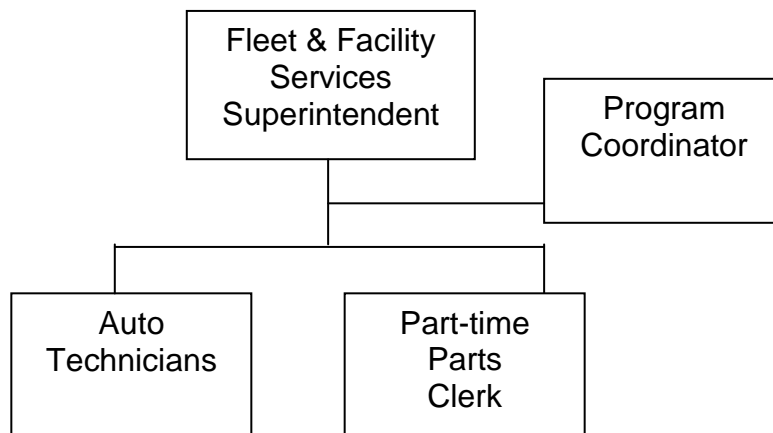 Fleet & Facility
Services
Superintendent
Program
Coordinator
Auto
Technicians
Part-time
Parts
Clerk